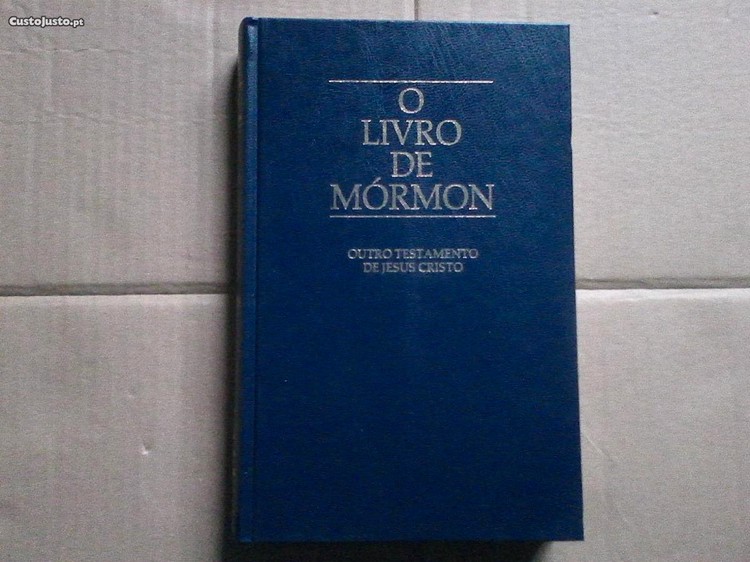 CustoJusto.pt
O
LIVRO
DE
MÓRMON
OUTRO TESTAMENTO
DE JESUS CRISTO